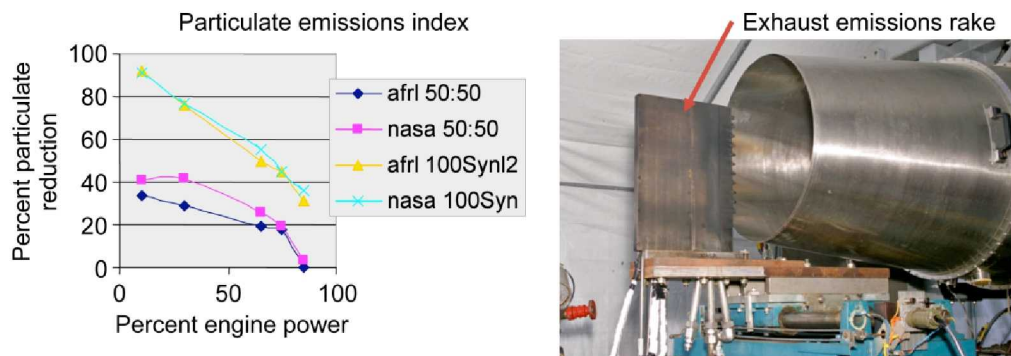 Particulate emissions index
Exhaust emissions rake
Percent particulate
reduction
100
80
60
40
20
0
0
50
100
Percent engine power
afrl 50:50
nasa 50:50
afrl 100Synl2
nasa 100Syn